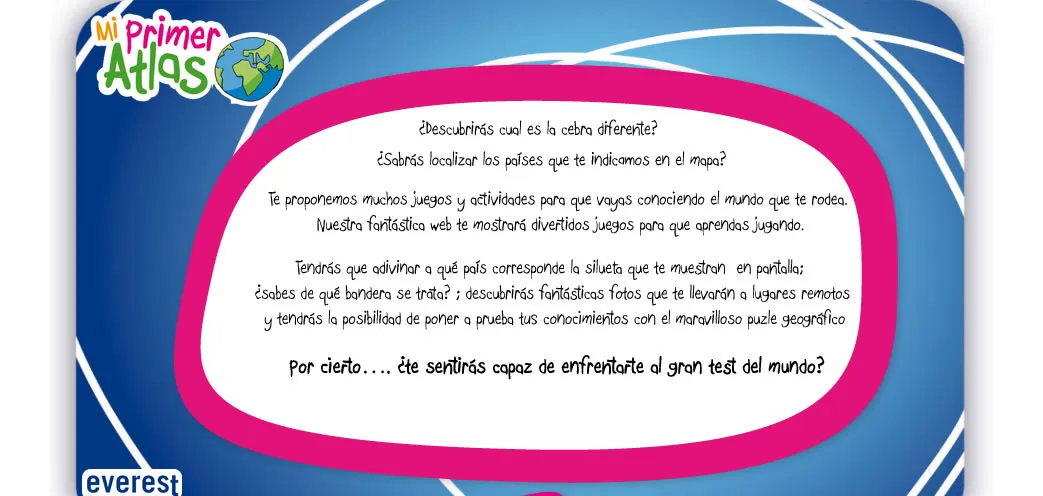 Mi
Primer
Atlas
¿Descubrirás cual es la cebra diferente?
¿Sabrás localizar los países que te indicamos en el mapa?
Te proponemos muchos juegos y actividades para que vayas conociendo el mundo que te rodea.
Nuestra fantástica web te mostrará divertidos juegos para que aprendas jugando.
Tendrás que adivinar a qué país corresponde la silueta que te muestran en pantalla;
¿sabes de qué bandera se trata? ; descubrirás fantásticas fotos que te llevarán a lugares remotos
y tendrás la posibilidad de poner a prueba tus conocimientos con el maravilloso puzle geográfico
Por cierto.... ¿te sentirás capaz de enfrentarte al gran test del mundo?
everest